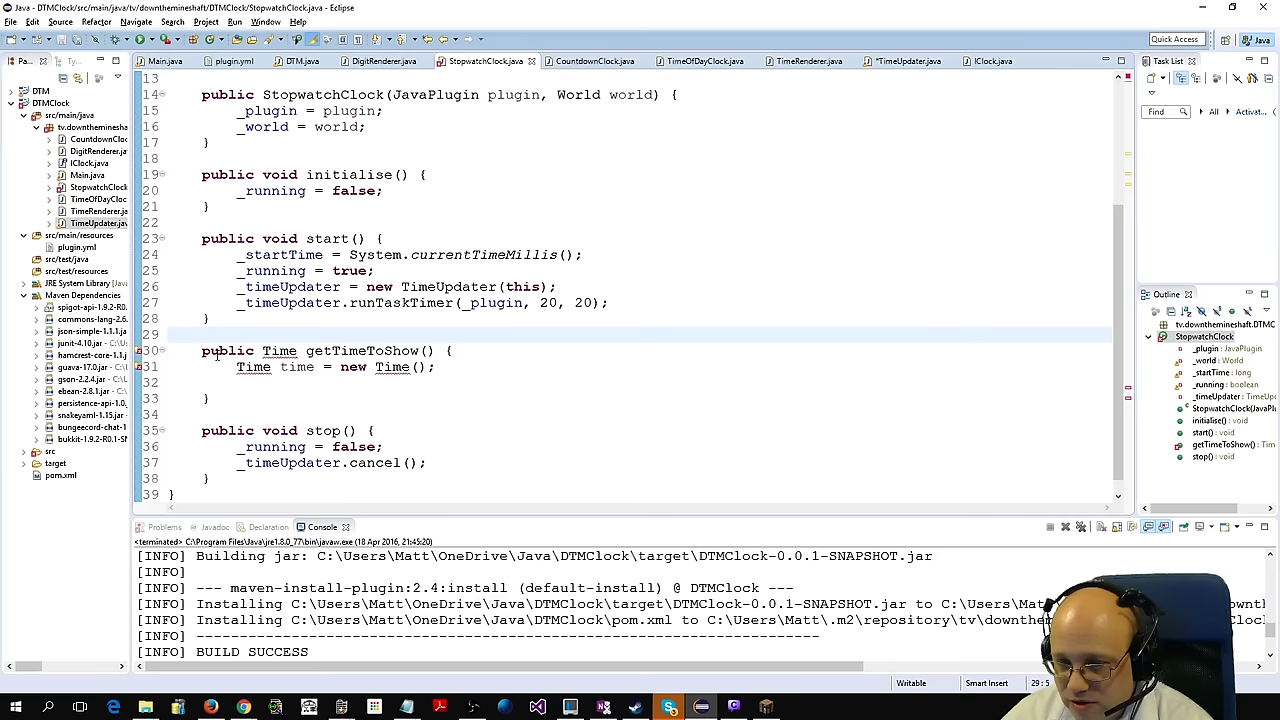 Java - DTMClock/src/main/java/tv/downthemineshaft/DTMClock/StopwatchClock.java - Eclipse
File Edit Source Refactor Navigate Search Project Run Window Help
Quick Access
Java
Pa... Ty...
Main.java plugin.yml DTM.java DigitRenderer.java StopwatchClock.java CountdownClock.java TimeOfDayClock.java TimeRenderer.java *TimeUpdater.java IClock.java
Task List
Find All Activat...
DTM
DTMClock
src/main/java
tv.downtheminesha
CountdownCloc
DigitRenderer.ja
IClock.java
Main.java
StopwatchClock
TimeOfDayCloc
TimeRenderer.ja
TimeUpdater.jav
src/main/resources
plugin.yml
src/test/java
src/test/resources
JRE System Library [Java
Maven Dependencies
spigot-api-1.9.2-R0.
commons-lang-2.6.
json-simple-1.1.1.jar
junit-4.10.jar
hamcrest-core-1.1.j
guava-17.0.jar
gson-2.2.4.jar
ebean-2.8.1.jar
persistence-api-1.0.
snakeyaml-1.15.jar
bungeecord-chat-1
bukkit-1.9.2-R0.1-SN
src
target
pom.xml
13
14 public StopwatchClock(JavaPlugin plugin, World world) {
15 _plugin = plugin;
16 _world = world;
17 }
18
19 public void initialise() {
20 _running = false;
21 }
22
23 public void start() {
24 _startTime = System.currentTimeMillis();
25 _running = true;
26 _timeUpdater = new TimeUpdater(this);
27 _timeUpdater.runTaskTimer(_plugin, 20, 20);
28 }
29
30 public Time getTimeToShow() {
31 Time time = new Time();
32
33 }
34
35 public void stop() {
36 _running = false;
37 _timeUpdater.cancel();
38 }
39 }
Outline
tv.downthemineshaft.DTMClock
StopwatchClock
_plugin : JavaPlugin
_world : World
_startTime : long
_running : boolean
_timeUpdater : TimeUp
StopwatchClock(JavaPl
initialise() : void
start() : void
getTimeToShow() : Tim
stop() : void
Problems Javadoc Declaration Console
<terminated> C:\Program Files\Java\jre1.8.0_77\bin\javaw.exe (18 Apr 2016, 21:45:20)
[INFO] Building jar: C:\Users\Matt\OneDrive\Java\DTMClock\target\DTMClock-0.0.1-SNAPSHOT.jar
[INFO]
[INFO] --- maven-install-plugin:2.4:install (default-install) @ DTMClock ---
[INFO] Installing C:\Users\Matt\OneDrive\Java\DTMClock\target\DTMClock-0.0.1-SNAPSHOT.jar to C:\Users\Mat
[INFO] Installing C:\Users\Matt\OneDrive\Java\DTMClock\pom.xml to C:\Users\Matt\.m2\repository\tv\downthem
[INFO] ------------------------------------------------------------------------
[INFO] BUILD SUCCESS
Writable Smart Insert 29 : 5